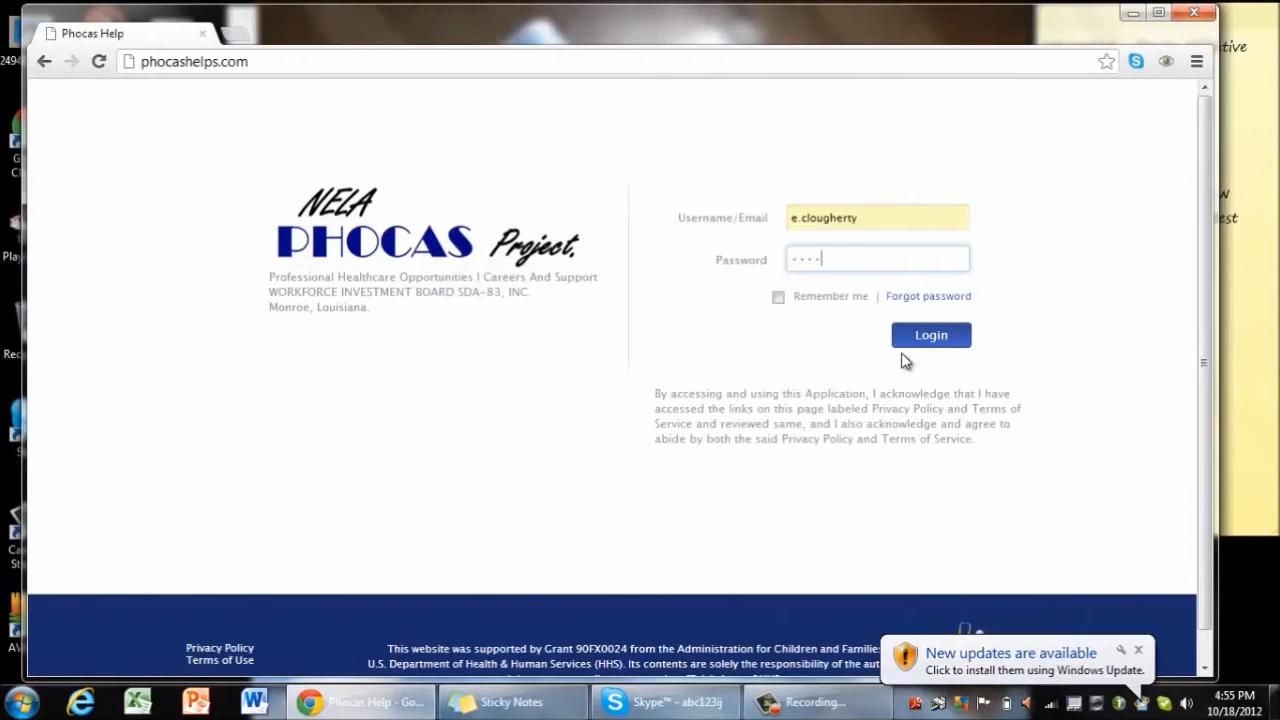 Phocas Help
phocashelps.com
NELA
PHOCAS Project.
Professional Healthcare Opportunities I Careers And Support
WORKFORCE INVESTMENT BOARD SDA-83, INC.
Monroe, Louisiana.
Username/Email e.clougherty
Password
Remember me | Forgot password
Login
By accessing and using this Application, I acknowledge that I have
accessed the links on this page labeled Privacy Policy and Terms of
Service and reviewed same, and I also acknowledge and agree to
abide by both the said Privacy Policy and Terms of Service.
Privacy Policy
Terms of Use
This website was supported by Grant 90FX0024 from the Administration for Children and Families
U.S. Department of Health & Human Services (HHS). Its contents are solely the responsibility of the
New updates are available
Click to install them using Windows Update.
Phocas Help - Go...
Sticky Notes
Skype™ - abc123ij
Recording...
4:55 PM
10/18/2012